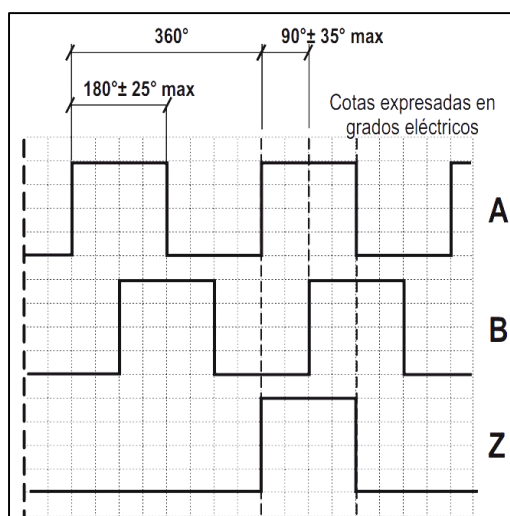 360°
90°± 35° max
180°± 25° max
Cotas expresadas en
grados eléctricos
A
B
Z